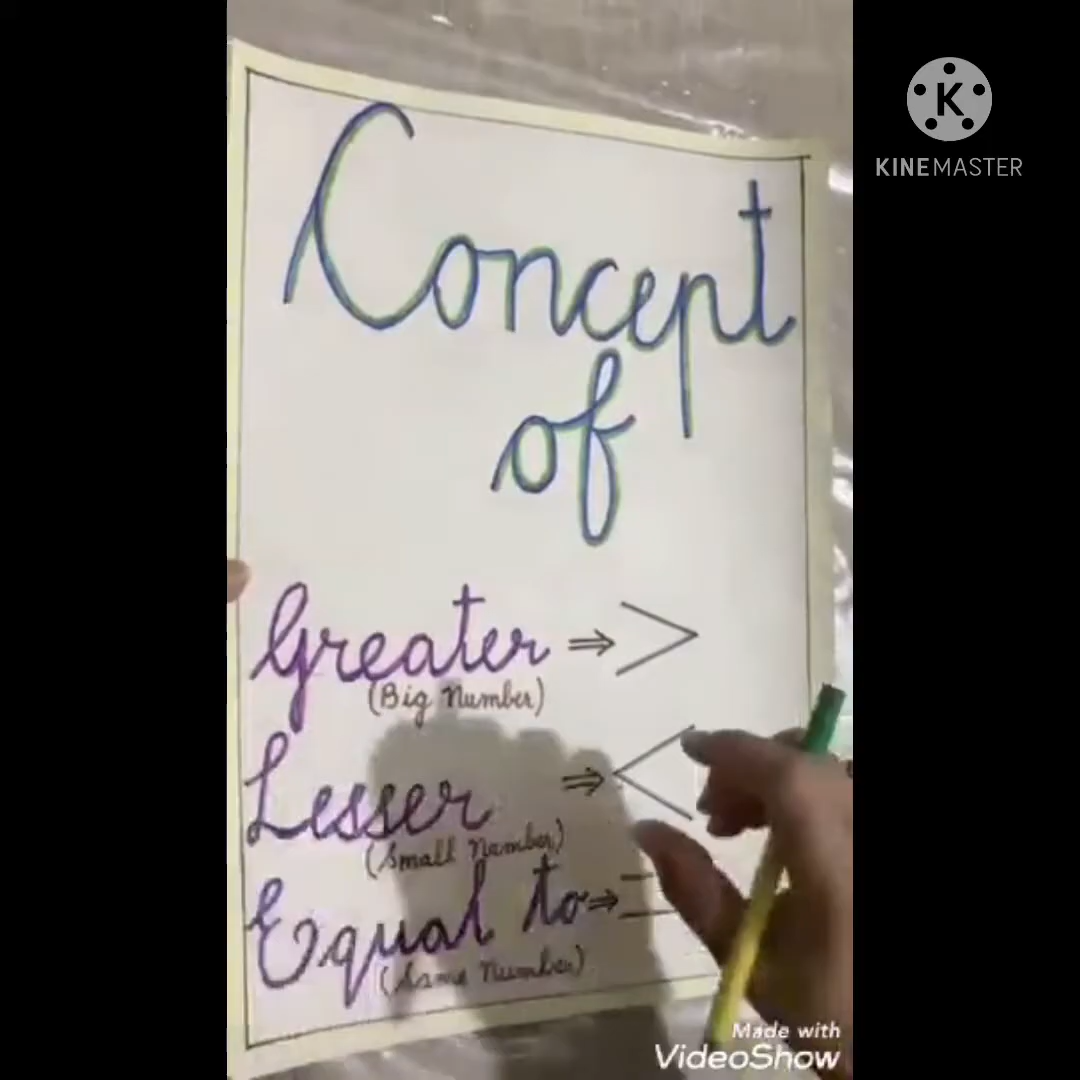 Concept
of
Greater ⇒ >
(Big Number)
Lesser ⇒ <
(Small Number)
Equal to ⇒ =
(Same Number)
K
KINEMASTER
Made with
VideoShow